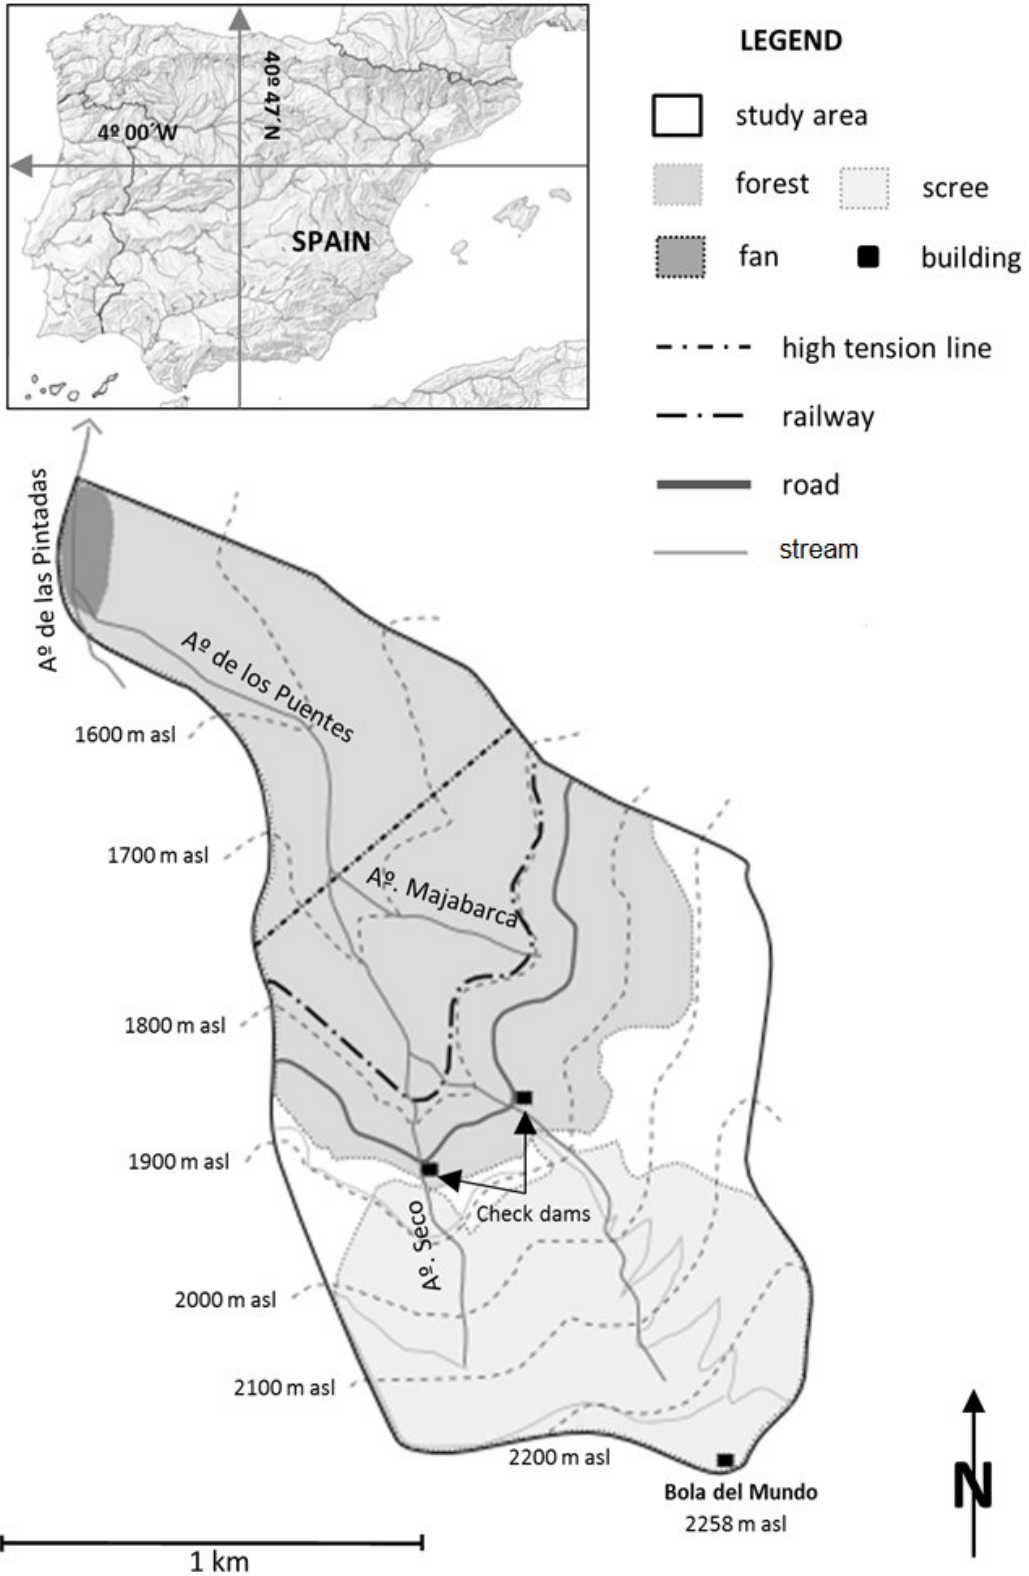 40º 47´N
4º 00´W
SPAIN
LEGEND
study area
forest
scree
fan
building
high tension line
railway
road
stream
Aº de las Pintadas
Aº de los Puentes
1600 m asl
1700 m asl
Aº. Majabarca
1800 m asl
1900 m asl
Check dams
Aº. Seco
2000 m asl
2100 m asl
2200 m asl
Bola del Mundo
2258 m asl
N
1 km